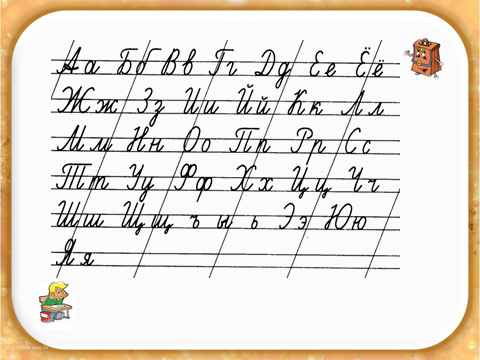 Аа Бб Вв Гг Дд Ее Ёё
Жж Зз Ии Йй Кк Лл
Мм Нн Оо Пп Рр Сс
Тт Уу Фф Хх Цц Чч
Шш Щщ ъ ы ь Ээ Юю
Яя